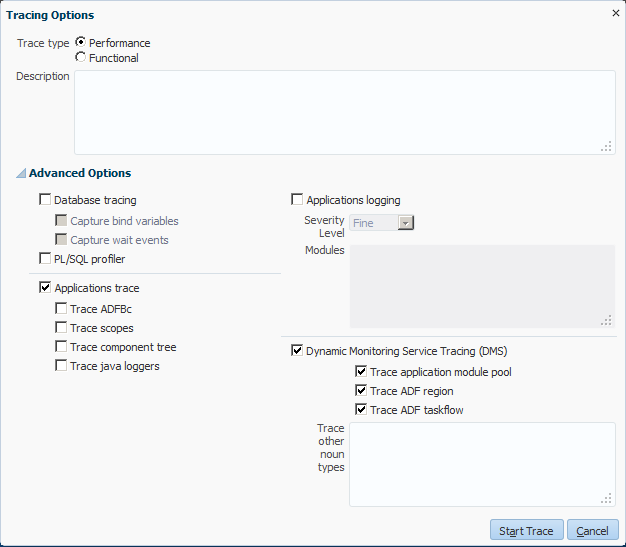 Tracing Options
Trace type Performance
Functional
Description
Advanced Options
Database tracing
Capture bind variables
Capture wait events
PL/SQL profiler
Applications trace
Trace ADFBc
Trace scopes
Trace component tree
Trace java loggers
Applications logging
Severity
Level
Fine
Modules
Dynamic Monitoring Service Tracing (DMS)
Trace application module pool
Trace ADF region
Trace ADF taskflow
Trace
other
noun
types
Start Trace Cancel